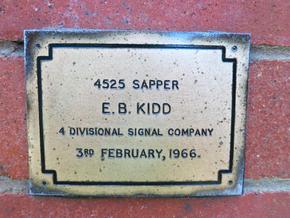 4525 SAPPER
E.B. KIDD
4 DIVISIONAL SIGNAL COMPANY
3RD FEBRUARY, 1966.